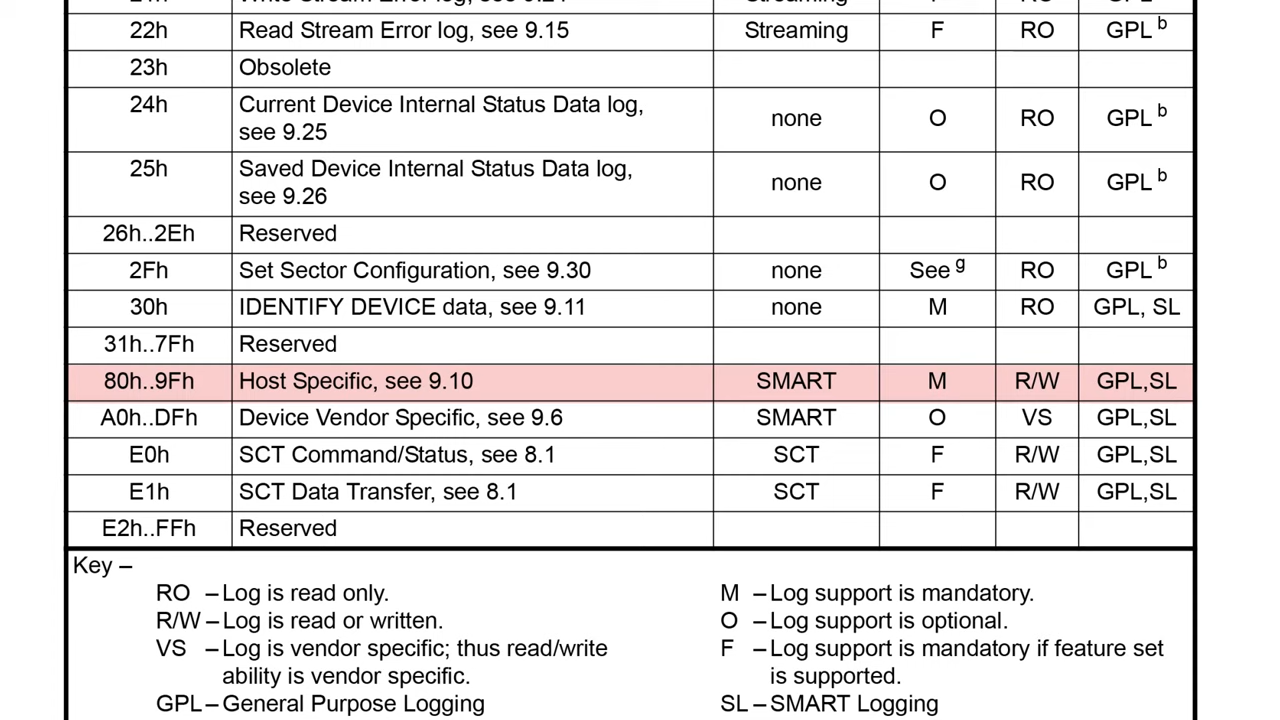 22h Read Stream Error log, see 9.15 Streaming F RO GPL b
23h Obsolete
24h Current Device Internal Status Data log, none O RO GPL b
see 9.25
25h Saved Device Internal Status Data log, none O RO GPL b
see 9.26
26h..2Eh Reserved
2Fh Set Sector Configuration, see 9.30 none See g RO GPL b
30h IDENTIFY DEVICE data, see 9.11 none M RO GPL, SL
31h..7Fh Reserved
80h..9Fh Host Specific, see 9.10 SMART M R/W GPL,SL
A0h..DFh Device Vendor Specific, see 9.6 SMART O VS GPL,SL
E0h SCT Command/Status, see 8.1 SCT F R/W GPL,SL
E1h SCT Data Transfer, see 8.1 SCT F R/W GPL,SL
E2h..FFh Reserved
Key –
RO – Log is read only. M – Log support is mandatory.
R/W – Log is read or written. O – Log support is optional.
VS – Log is vendor specific; thus read/write F – Log support is mandatory if feature set
ability is vendor specific. is supported.
GPL – General Purpose Logging SL – SMART Logging